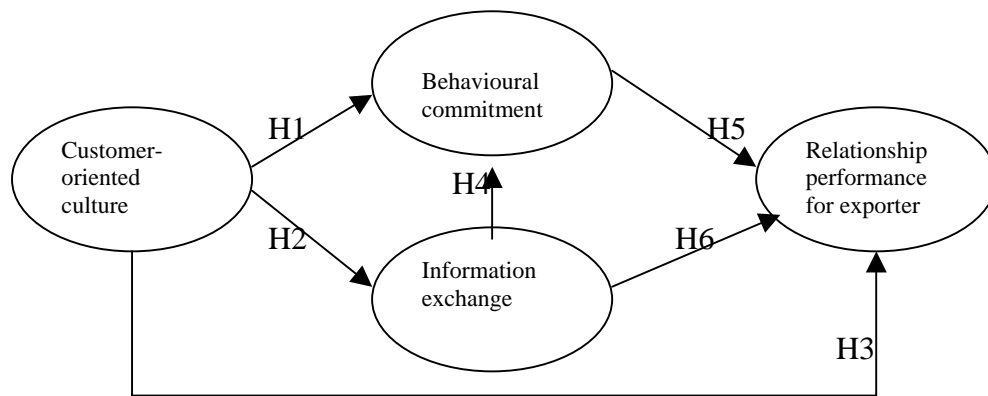 Behavioural
commitment
H1
H5
Customer-
oriented
culture
Relationship
performance
for exporter
H4
H2
H6
Information
exchange
H3